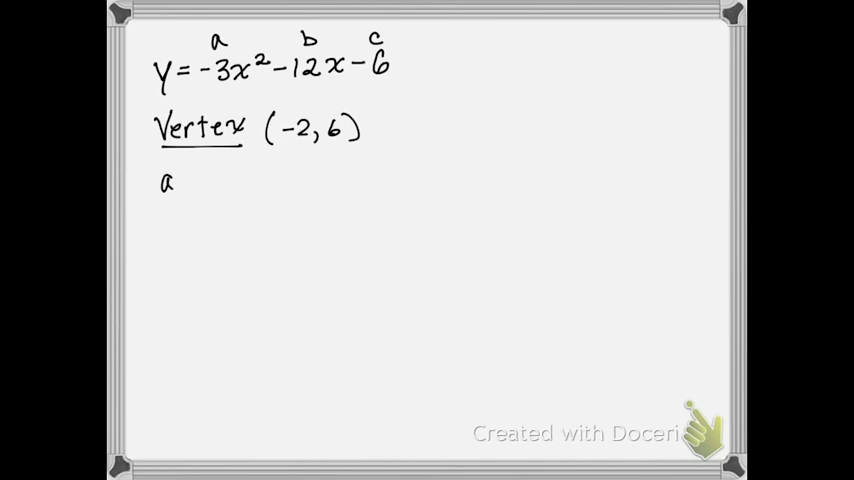 a b c
y = -3x² - 12x - 6
Vertex (-2, 6)
a
Created with Doceri